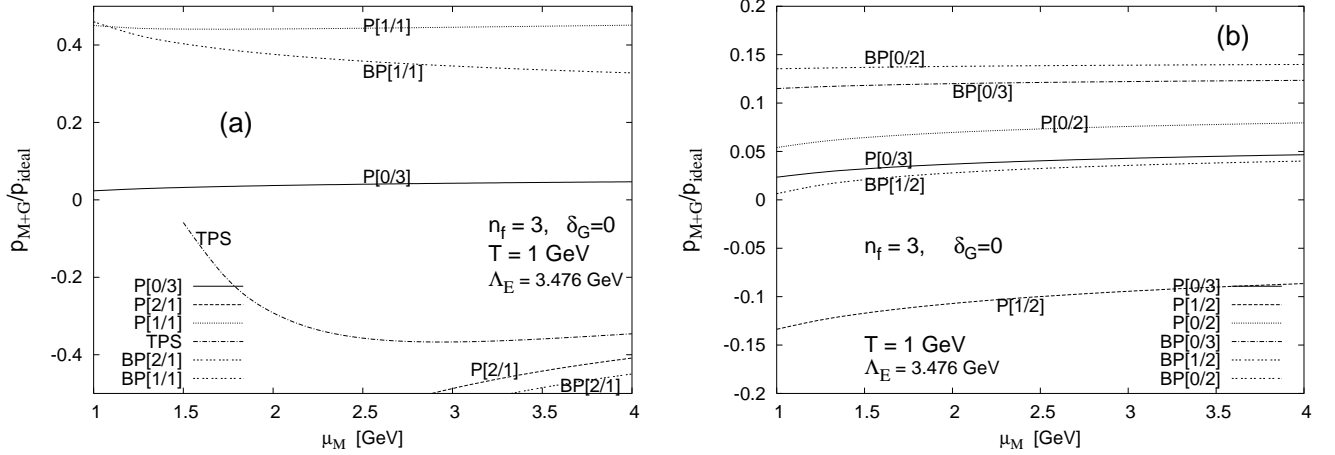 P[1/1]
0.4
BP[1/1]
(a)
0.2
P[0/3]
0
p_{M+G}/p_{ideal}
n_f = 3, δ_G=0
TPS
T = 1 GeV
-0.2
Λ_E = 3.476 GeV
P[0/3]
P[2/1]
P[1/1]
TPS
P[2/1]
-0.4
BP[2/1]
BP[2/1]
BP[1/1]
1 1.5 2 2.5 3 3.5 4
μ_M [GeV]
0.2
(b)
0.15
BP[0/2]
BP[0/3]
0.1
P[0/2]
0.05
P[0/3]
BP[1/2]
0
p_{M+G}/p_{ideal}
-0.05
n_f = 3, δ_G=0
-0.1
P[1/2]
P[0/3]
P[1/2]
P[0/2]
BP[0/3]
BP[1/2]
BP[0/2]
-0.15
T = 1 GeV
Λ_E = 3.476 GeV
-0.2
1 1.5 2 2.5 3 3.5 4
μ_M [GeV]